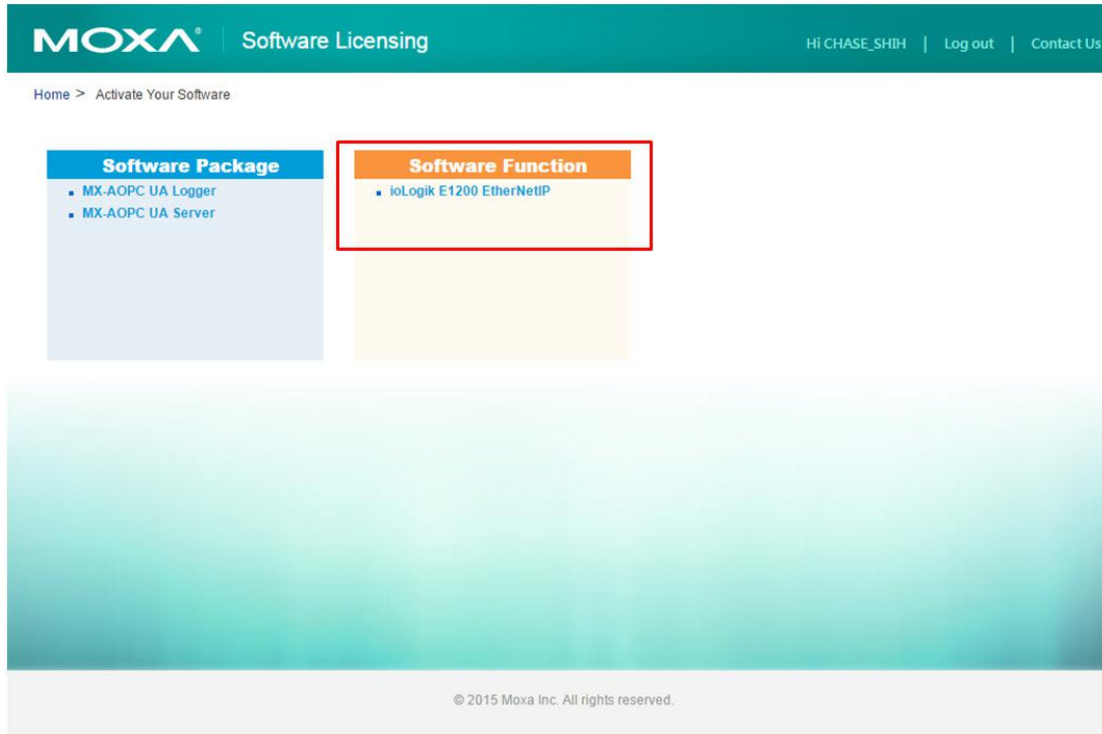 MOXA® Software Licensing
Hi CHASE_SHIH | Log out | Contact Us
Home > Activate Your Software
Software Package
MX-AOPC UA Logger
MX-AOPC UA Server
Software Function
ioLogik E1200 EtherNetIP
© 2015 Moxa Inc. All rights reserved.